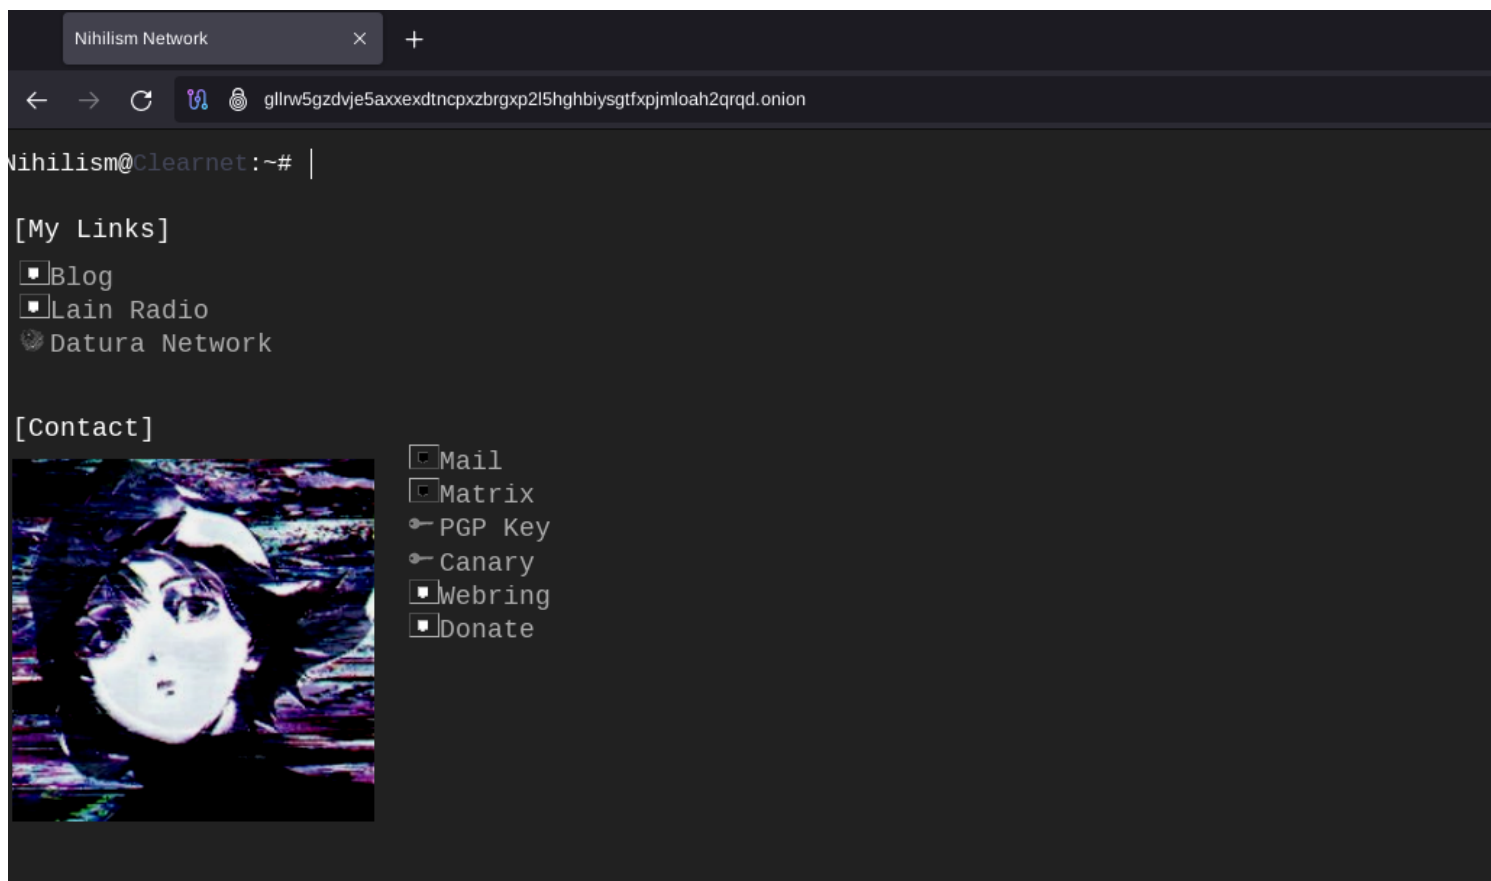 Nihilism Network
gllrw5gzdvje5axxexdtncpxzbrgxp2l5hghbiysgtfxpjmloah2qrqd.onion
Nihilism@Clearnet:~#
[My Links]
Blog
Lain Radio
Datura Network
[Contact]
Mail
Matrix
PGP Key
Canary
Webring
Donate